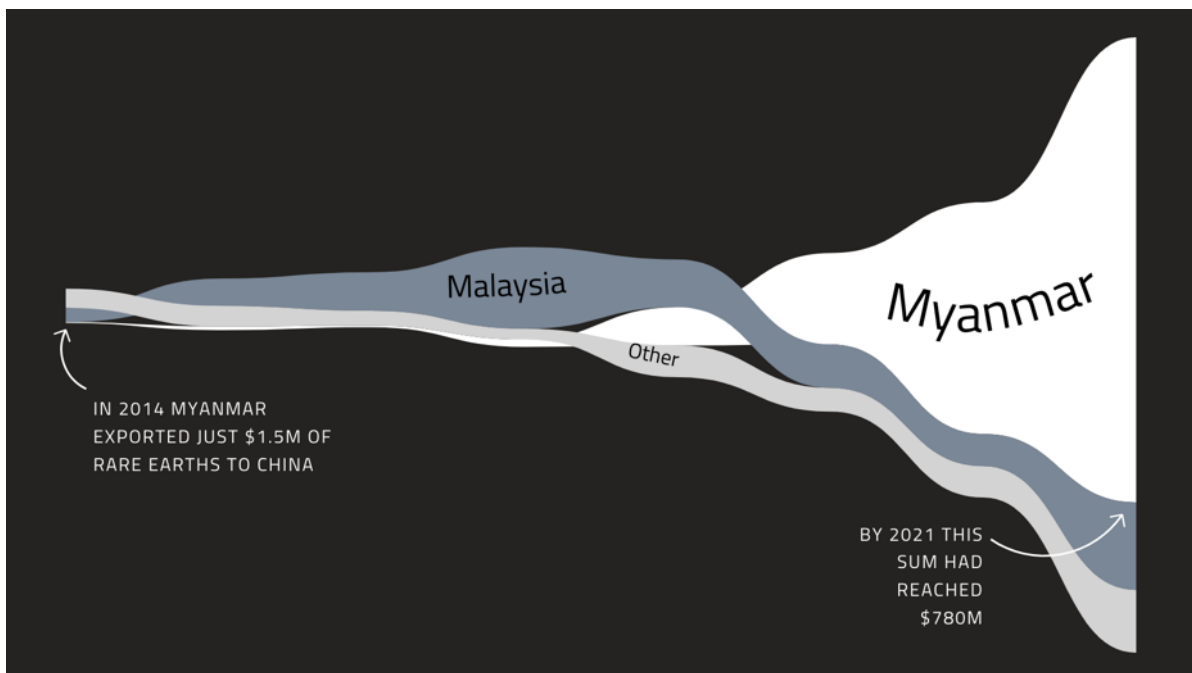 Malaysia
Myanmar
Other
IN 2014 MYANMAR
EXPORTED JUST $1.5M OF
RARE EARTHS TO CHINA
BY 2021 THIS
SUM HAD
REACHED
$780M